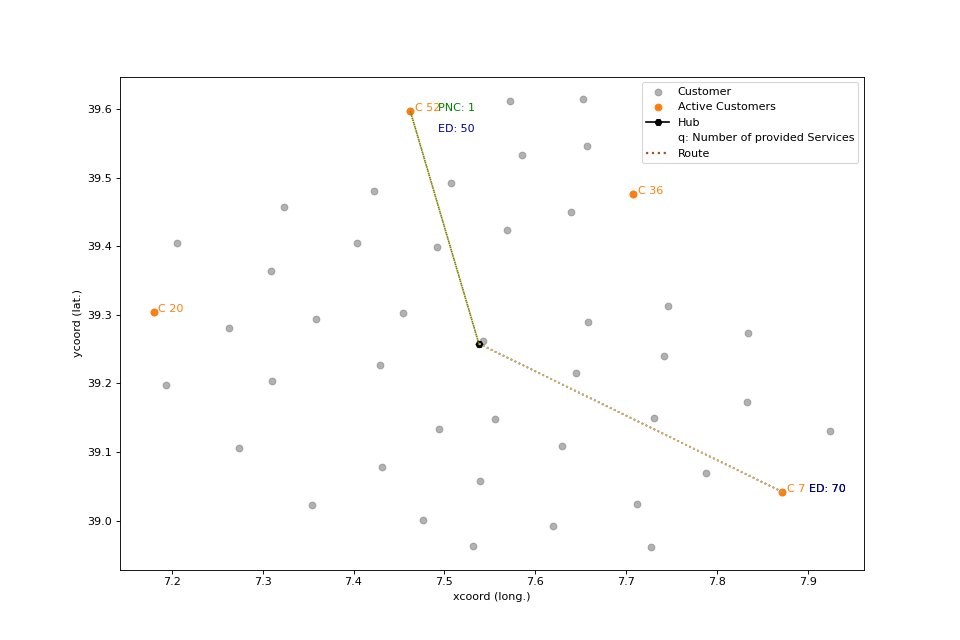 Customer
Active Customers
Hub
q: Number of provided Services
Route
C 52
PNC: 1
ED: 50
C 36
C 20
C 7
ED: 70
39.6
39.5
39.4
39.3
39.2
39.1
39.0
ycoord (lat.)
7.2
7.3
7.4
7.5
7.6
7.7
7.8
7.9
xcoord (long.)